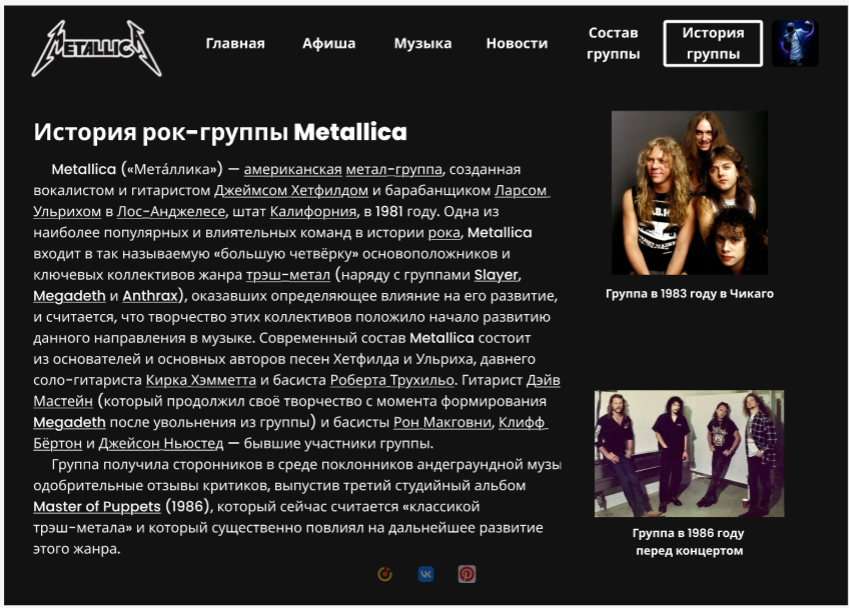 METALLICA
Главная
Афиша
Музыка
Новости
Состав
группы
История
группы
История рок-группы Metallica
Metallica («Мета́ллика») — американская метал-группа, созданная
вокалистом и гитаристом Джеймсом Хетфилдом и барабанщиком Ларсом
Ульрихом в Лос-Анджелесе, штат Калифорния, в 1981 году. Одна из
наиболее популярных и влиятельных команд в истории рока, Metallica
входит в так называемую «большую четвёрку» основоположников и
ключевых коллективов жанра трэш-метал (наряду с группами Slayer,
Megadeth и Anthrax), оказавших определяющее влияние на его развитие,
и считается, что творчество этих коллективов положило начало развитию
данного направления в музыке. Современный состав Metallica состоит
из основателей и основных авторов песен Хетфилда и Ульриха, давнего
соло-гитариста Кирка Хэмметта и басиста Роберта Трухильо. Гитарист Дэйв
Мастейн (который продолжил своё творчество с момента формирования
Megadeth после увольнения из группы) и басисты Рон Макговни, Клифф
Бёртон и Джейсон Ньюстед — бывшие участники группы.
Группа получила сторонников в среде поклонников андеграундной музы
одобрительные отзывы критиков, выпустив третий студийный альбом
Master of Puppets (1986), который сейчас считается «классикой
трэш-метала» и который существенно повлиял на дальнейшее развитие
этого жанра.
Группа в 1983 году в Чикаго
Группа в 1986 году
перед концертом